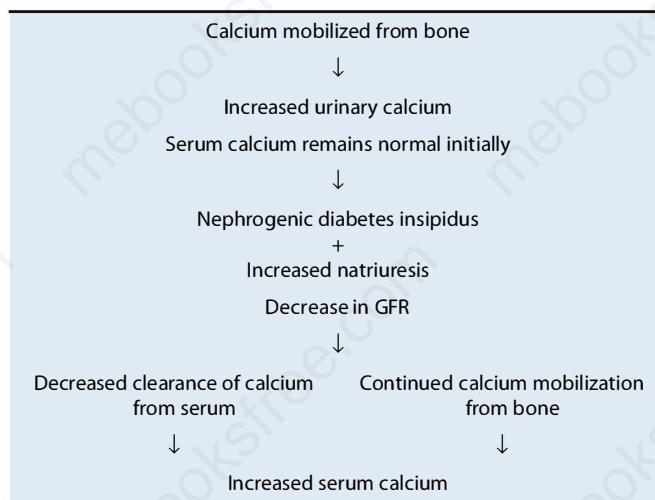 Calcium mobilized from bone
↓
Increased urinary calcium
Serum calcium remains normal initially
↓
Nephrogenic diabetes insipidus
+
Increased natriuresis
Decrease in GFR
↓
Decreased clearance of calcium
from serum
Continued calcium mobilization
from bone
↓ ↓
Increased serum calcium